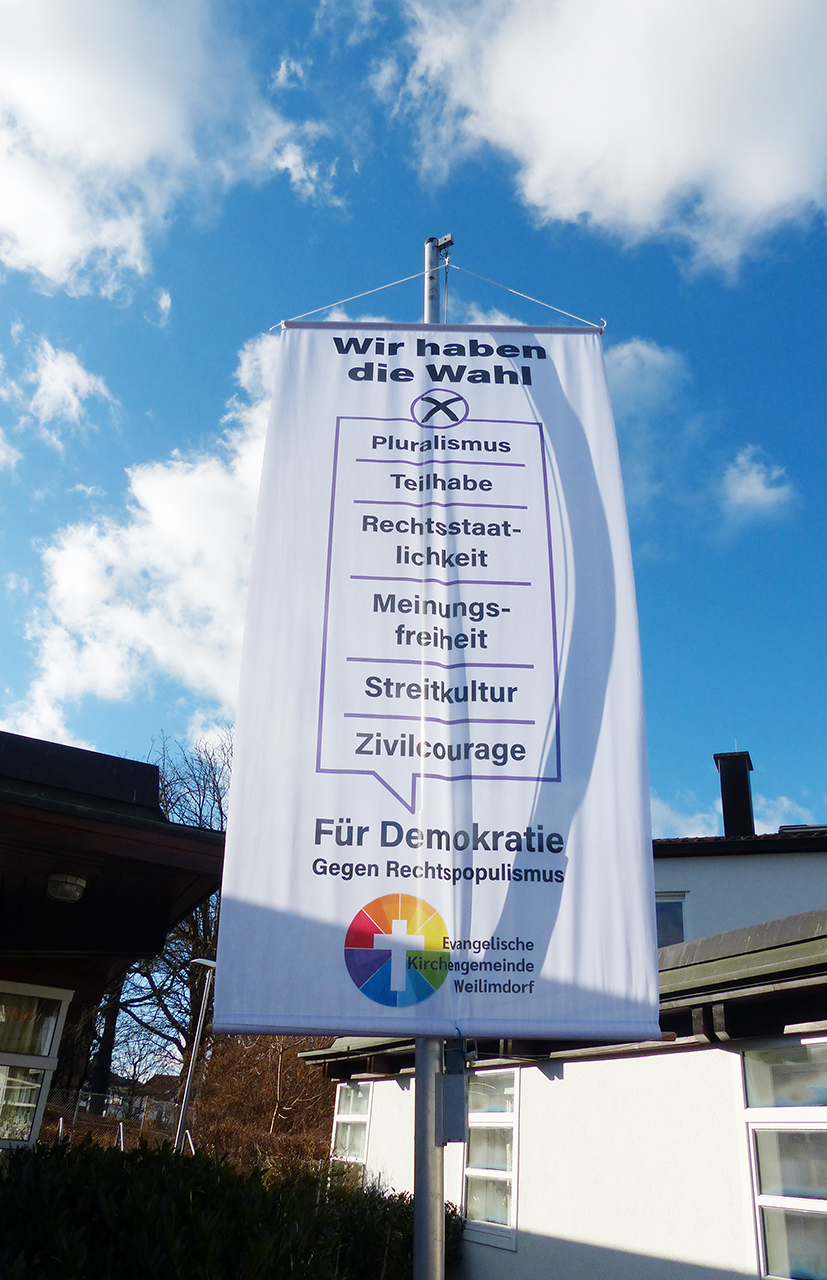 Wir haben
die Wahl
Pluralismus
Teilhabe
Rechtsstaat-
lichkeit
Meinungs-
freiheit
Streitkultur
Zivilcourage
Für Demokratie
Gegen Rechtspopulismus
Evangelische
Kirchengemeinde
Weilimdorf